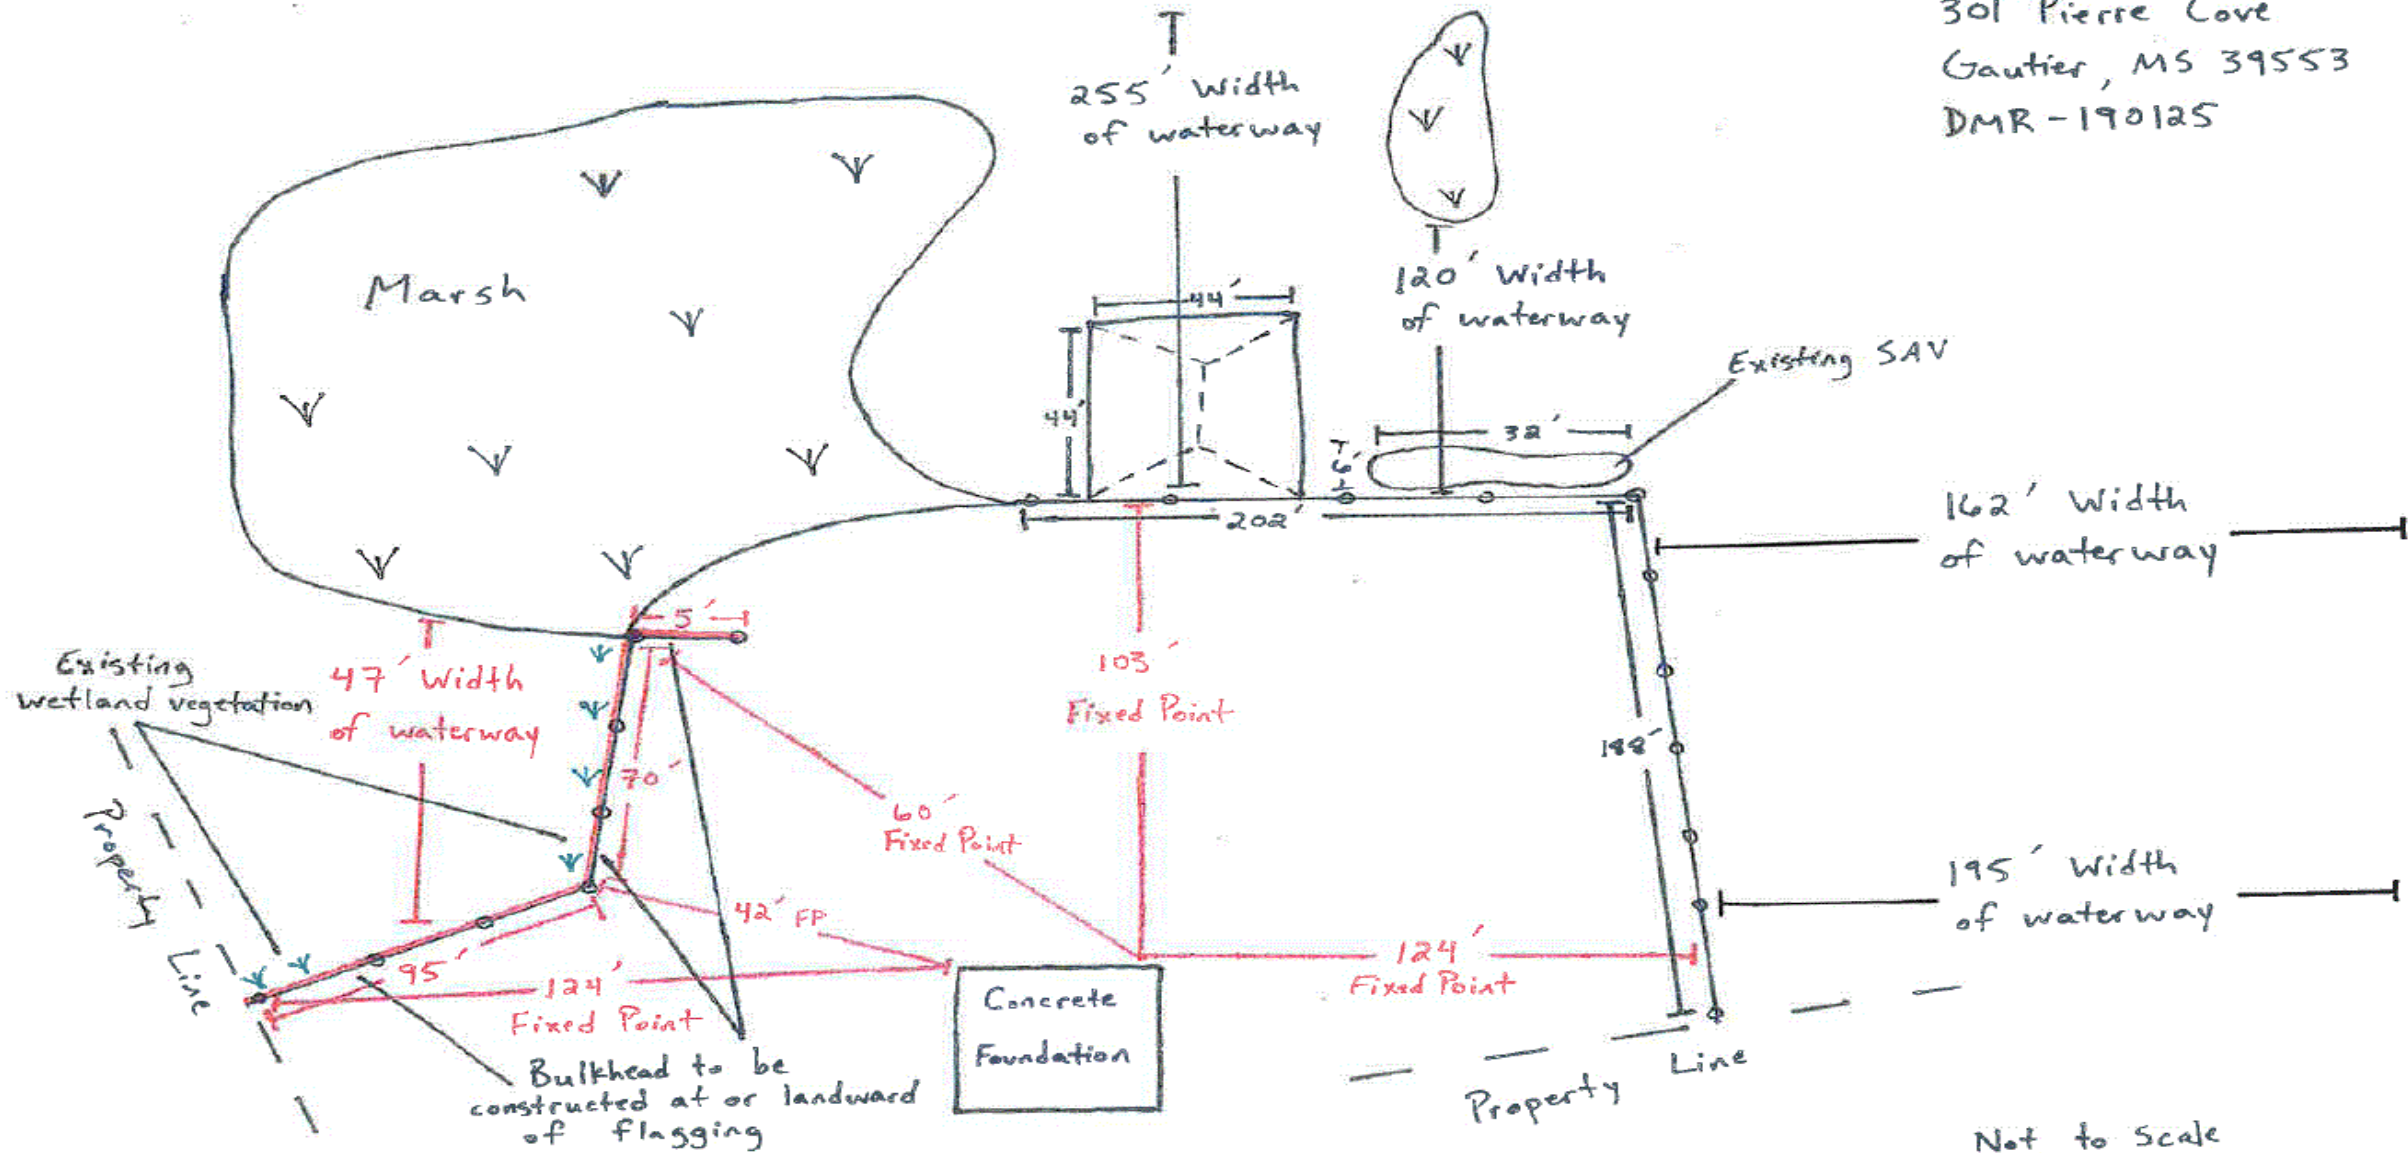 301 Pierre Cove
Gautier, MS 39553
DMR-190125
255' Width
of waterway
Marsh
44'
44'
120' Width
of waterway
Existing SAV
32'
6'
202'
162' Width
of waterway
5'
Existing
wetland vegetation
47' Width
of waterway
103'
Fixed Point
70'
188'
60'
Fixed Point
Property Line
195' Width
of waterway
42' FP
95'
124'
Fixed Point
124'
Fixed Point
Concrete
Foundation
Bulkhead to be
constructed at or landward
of flagging
Property Line
Not to Scale